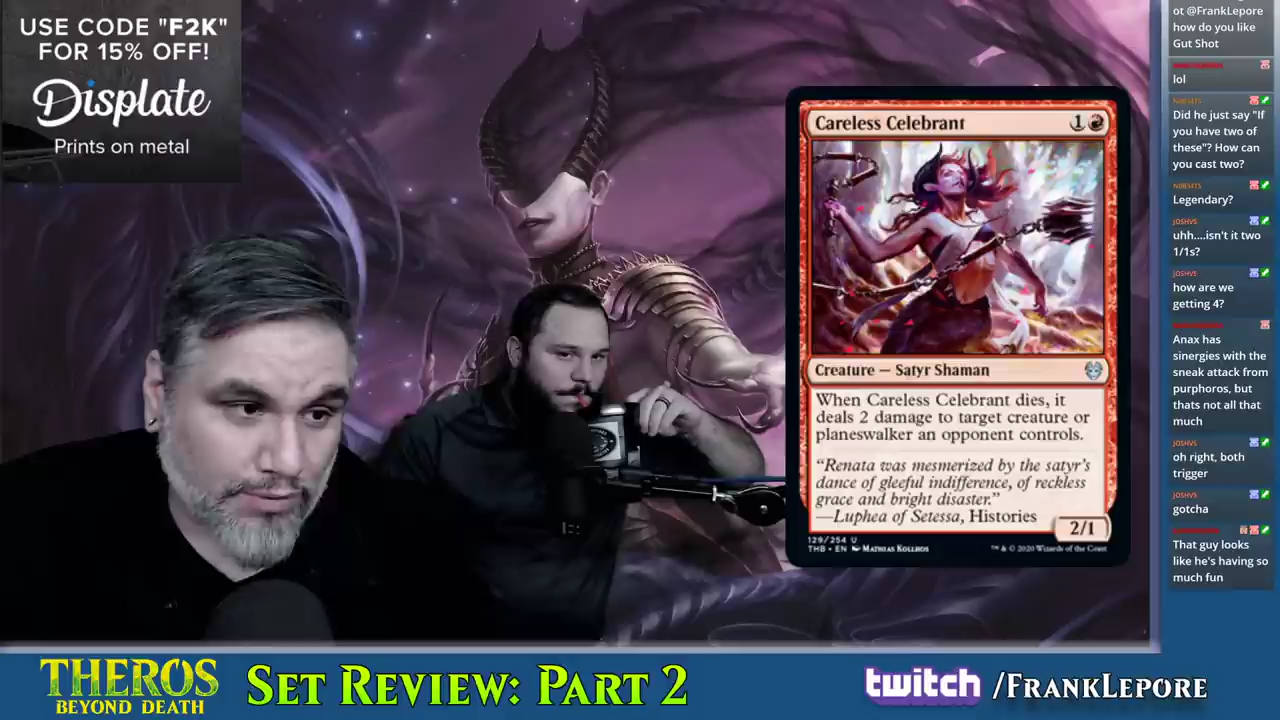 USE CODE "F2K"
FOR 15% OFF!
Displate
Prints on metal
Careless Celebrant
1
Creature — Satyr Shaman
When Careless Celebrant dies, it
deals 2 damage to target creature or
planeswalker an opponent controls.
“Renata was mesmerized by the satyr’s
dance of gleeful indifference, of reckless
grace and bright disaster.”
—Luphea of Setessa, Histories
2/1
129/254 U
THB • EN MATHIAS KOLLROS
™ & © 2020 Wizards of the Coast
ot @FrankLepore
how do you like
Gut Shot
lol
Did he just say "If
you have two of
these"? How can
you cast two?
Legendary?
JOSHVS
uhh....isn't it two
1/1s?
JOSHVS
how are we
getting 4?
Anax has
sinergies with the
sneak attack from
purphoros, but
thats not all that
much
JOSHVS
oh right, both
trigger
JOSHVS
gotcha
That guy looks
like he's having so
much fun
THEROS
BEYOND DEATH
SET REVIEW: PART 2
twitch /FRANKLEPORE